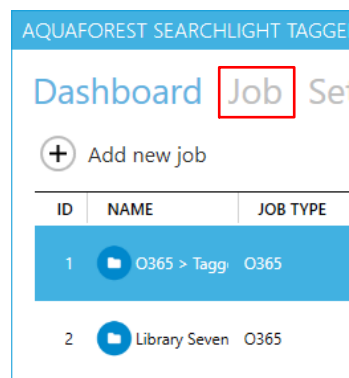 AQUAFOREST SEARCHLIGHT TAGGE
Dashboard Job Set
Add new job
ID NAME JOB TYPE
1 O365 > Tagg O365
2 Library Seven O365